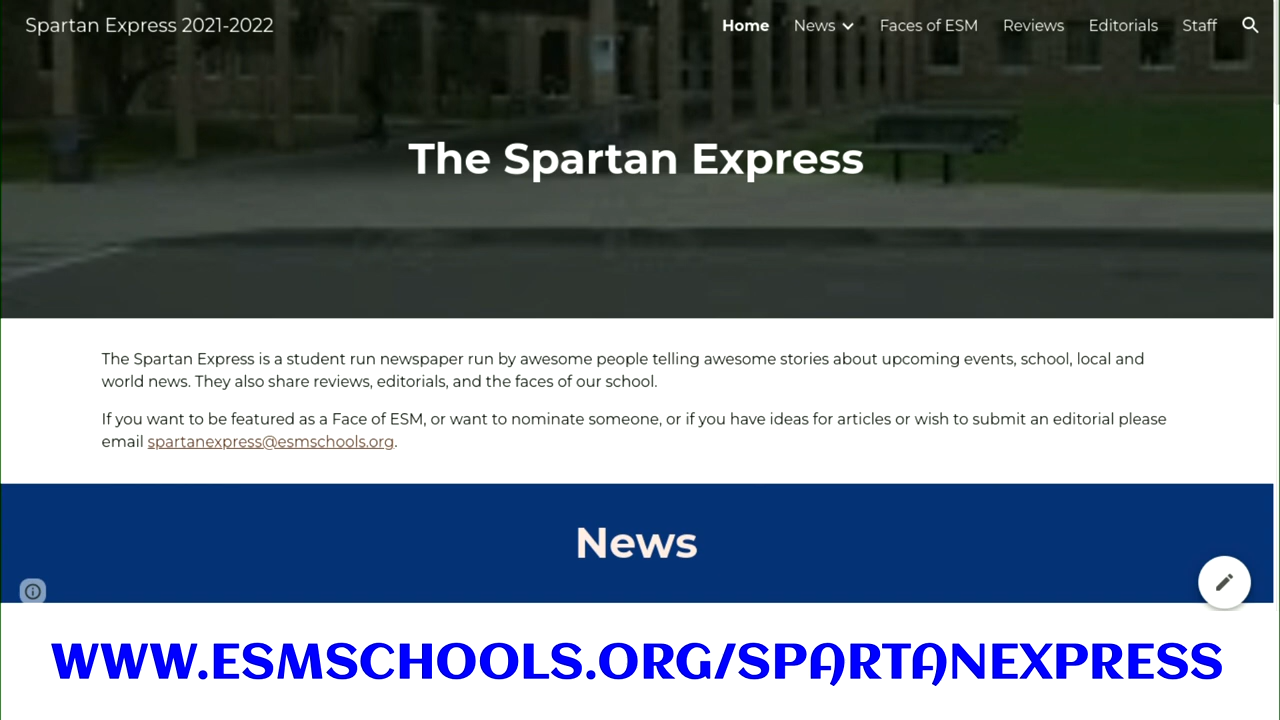 Spartan Express 2021-2022
Home News Faces of ESM Reviews Editorials Staff
The Spartan Express
The Spartan Express is a student run newspaper run by awesome people telling awesome stories about upcoming events, school, local and
world news. They also share reviews, editorials, and the faces of our school.
If you want to be featured as a Face of ESM, or want to nominate someone, or if you have ideas for articles or wish to submit an editorial please
email spartanexpress@esmschools.org.
News
WWW.ESMSCHOOLS.ORG/SPARTANEXPRESS